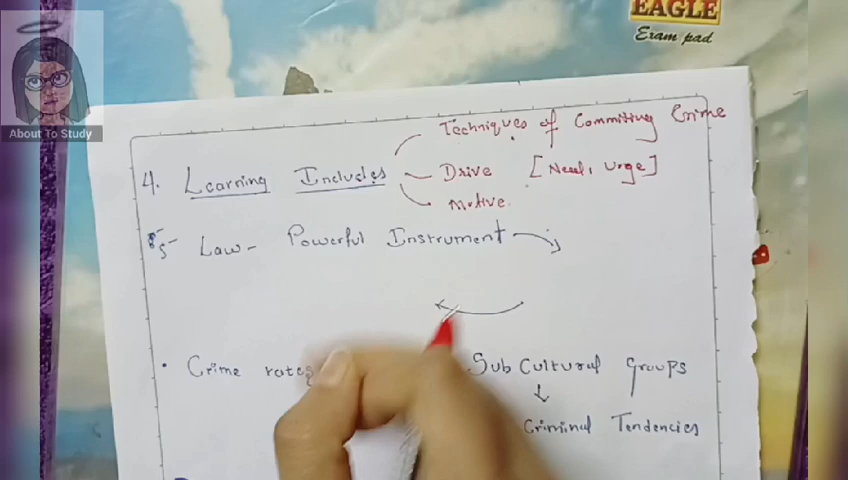 EAGLE
Exam pad
About To Study
Techniques of Commiting Crime
4. Learning Includes
Drive [Need, Urge]
Motive.
5- Law - Powerful Instrument
• Crime rates
Sub Cultural groups
↓
Criminal Tendencies